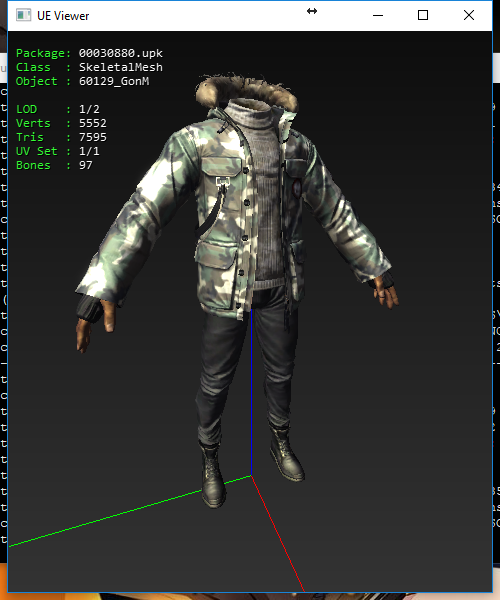 UE Viewer
Package: 00030880.upk
Class : SkeletalMesh
Object : 60129_GonM
LOD : 1/2
Verts : 5552
Tris : 7595
UV Set : 1/1
Bones : 97